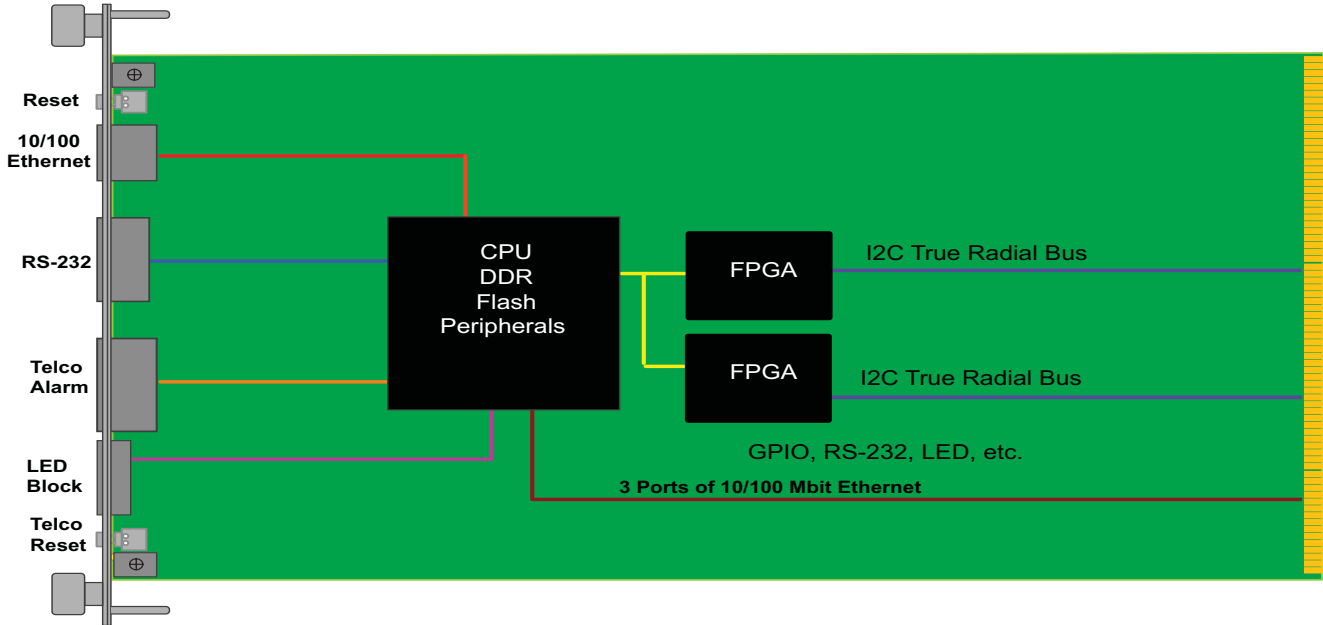 Reset
10/100
Ethernet
RS-232
Telco
Alarm
LED
Block
Telco
Reset
CPU
DDR
Flash
Peripherals
FPGA
I2C True Radial Bus
FPGA
I2C True Radial Bus
GPIO, RS-232, LED, etc.
3 Ports of 10/100 Mbit Ethernet